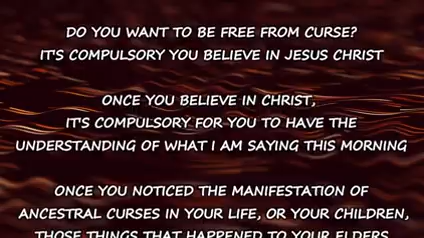 DO YOU WANT TO BE FREE FROM CURSE?
IT'S COMPULSORY YOU BELIEVE IN JESUS CHRIST
ONCE YOU BELIEVE IN CHRIST,
IT'S COMPULSORY FOR YOU TO HAVE THE
UNDERSTANDING OF WHAT I AM SAYING THIS MORNING
ONCE YOU NOTICED THE MANIFESTATION OF
ANCESTRAL CURSES IN YOUR LIFE, OR YOUR CHILDREN,
THOSE THINGS THAT HAPPENED TO YOUR ELDERS